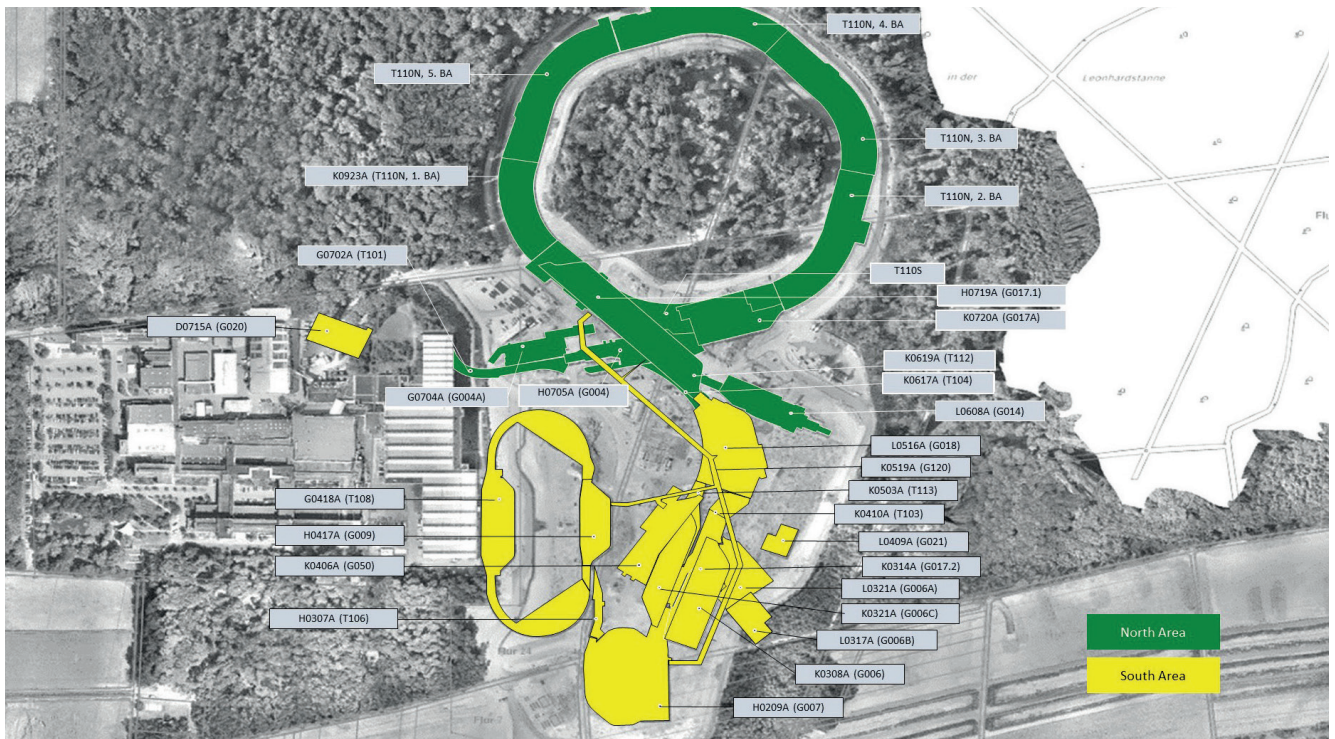 T110N, 4. BA
in der
Leonhardstanne
T110N, 5. BA
T110N, 3. BA
K0923A (T110N, 1. BA)
T110N, 2. BA
G0702A (T101)
T110S
H0719A (G017.1)
D0715A (G020)
K0720A (G017A)
K0619A (T112)
K0617A (T104)
G0704A (G004A)
H0705A (G004)
L0608A (G014)
L0516A (G018)
K0519A (G120)
G0418A (T108)
K0503A (T113)
K0410A (T103)
H0417A (G009)
L0409A (G021)
K0406A (G050)
K0314A (G017.2)
L0321A (G006A)
K0321A (G006C)
H0307A (T106)
L0317A (G006B)
North Area
Flur 24
K0308A (G006)
South Area
H0209A (G007)